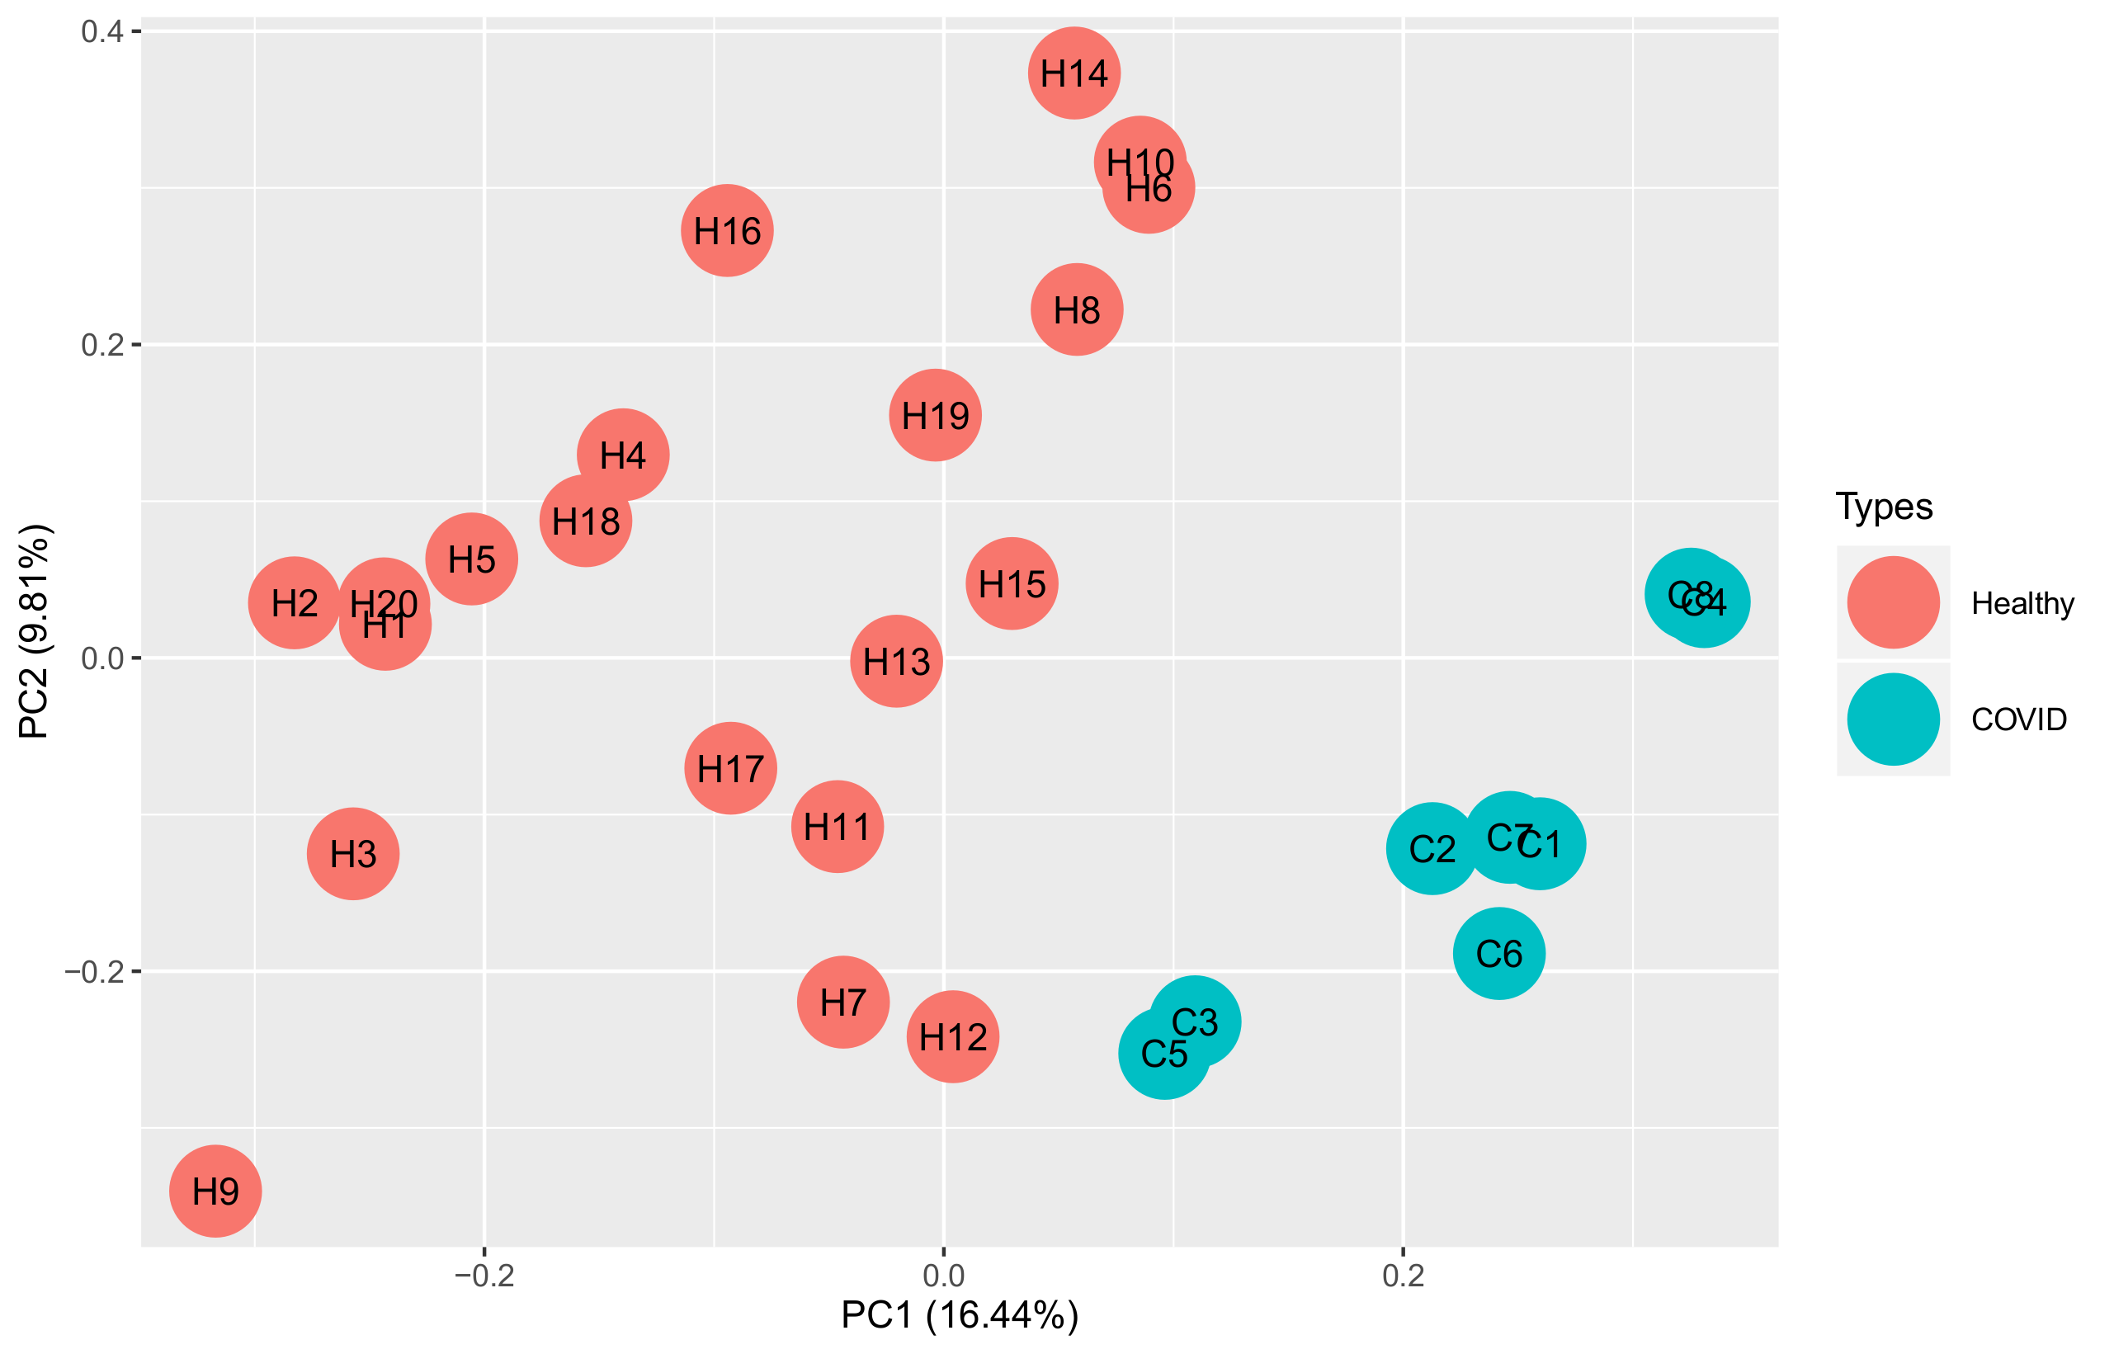 0.4
H14
H10
H6
H16
H8
0.2
H19
H4
H18
H5
H15
H2
H20
H1
C8
C4
0.0
H13
H17
H11
H3
C2
C7
C1
C6
−0.2
H7
H12
C3
C5
H9
−0.2
0.0
0.2
PC1 (16.44%)
PC2 (9.81%)
Types
Healthy
COVID